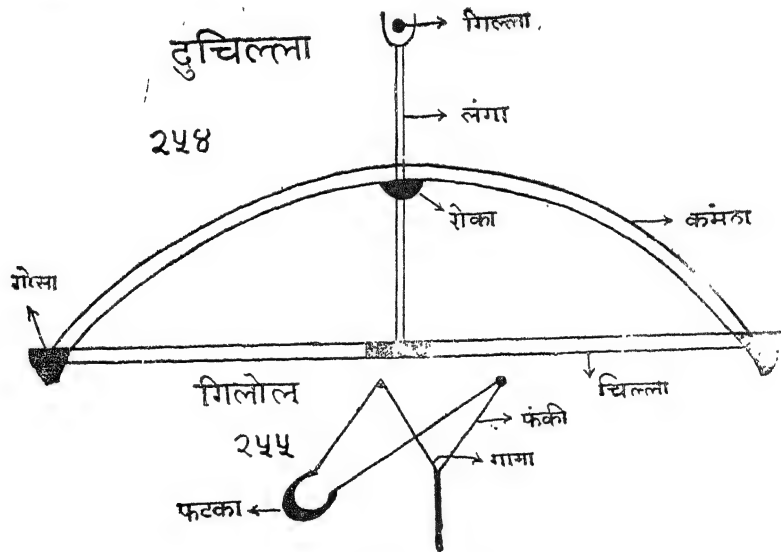 गिल्ला
दुचिल्ला
लंगा
२५४
रोका
कमंठा
गोसा
चिल्ला
गिलोल
फंकी
२५५
गामा
फटका